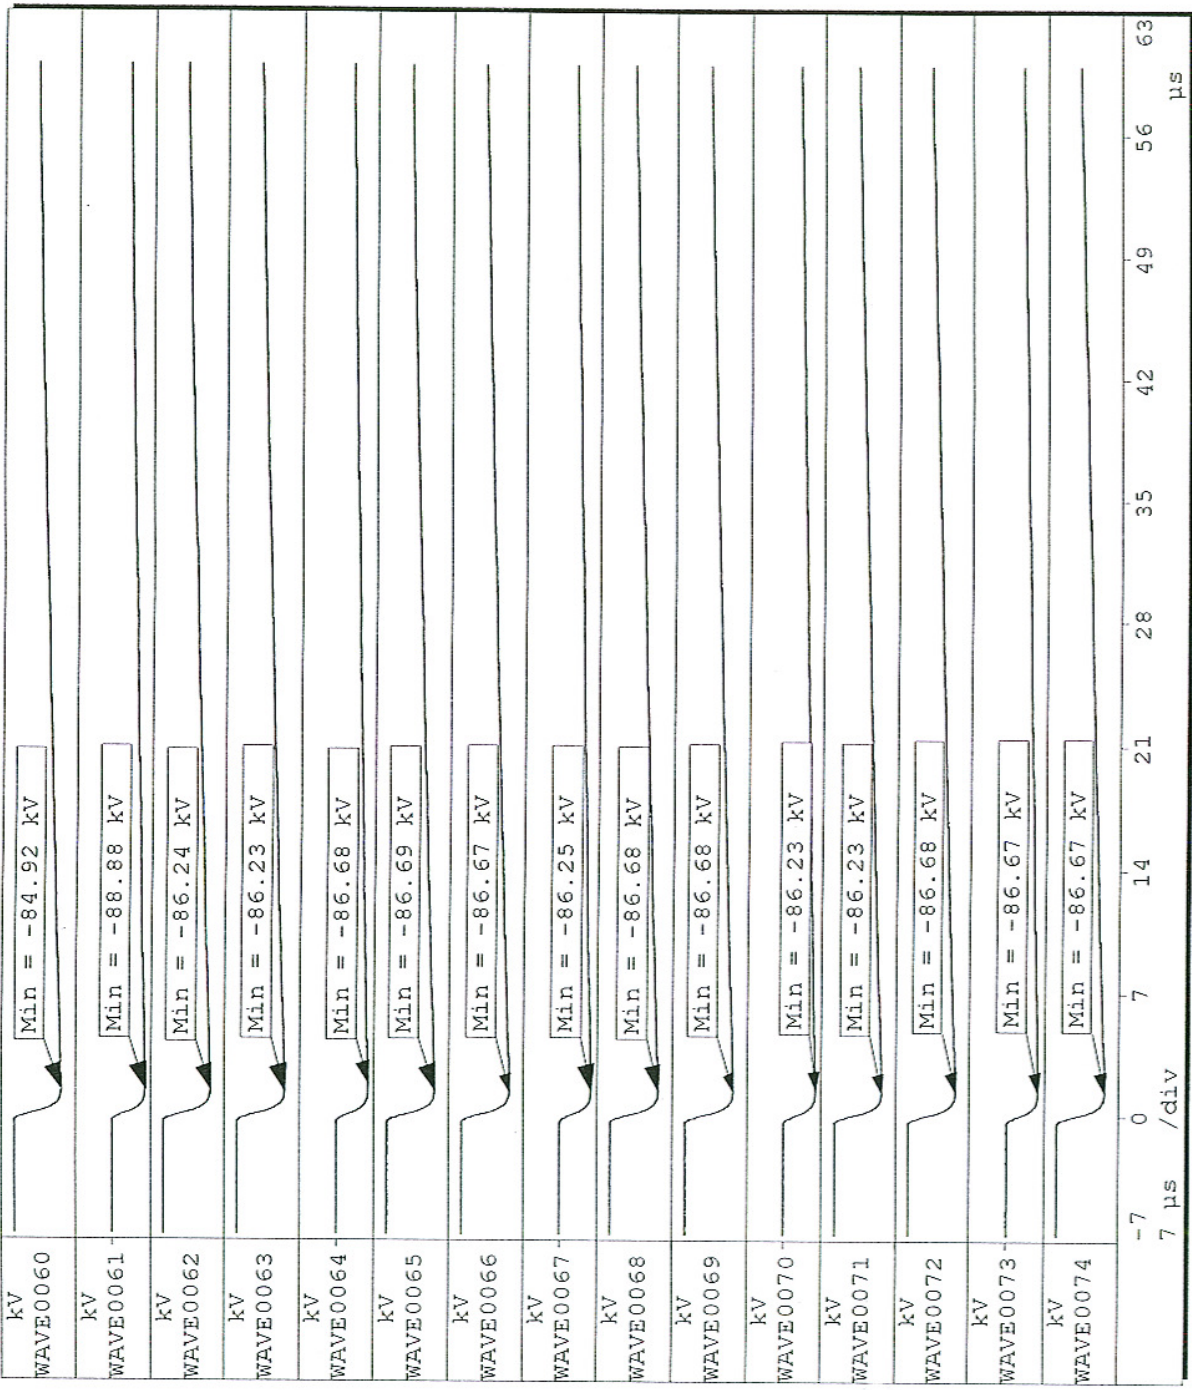 kV
WAVE0060
Min = -84.92 kV
kV
WAVE0061
Min = -88.88 kV
kV
WAVE0062
Min = -86.24 kV
kV
WAVE0063
Min = -86.23 kV
kV
WAVE0064
Min = -86.68 kV
kV
WAVE0065
Min = -86.69 kV
kV
WAVE0066
Min = -86.67 kV
kV
WAVE0067
Min = -86.25 kV
kV
WAVE0068
Min = -86.68 kV
kV
WAVE0069
Min = -86.68 kV
kV
WAVE0070
Min = -86.23 kV
kV
WAVE0071
Min = -86.23 kV
kV
WAVE0072
Min = -86.68 kV
kV
WAVE0073
Min = -86.67 kV
kV
WAVE0074
Min = -86.67 kV
-7 0 7 14 21 28 35 42 49 56 63
7 µs /div µs